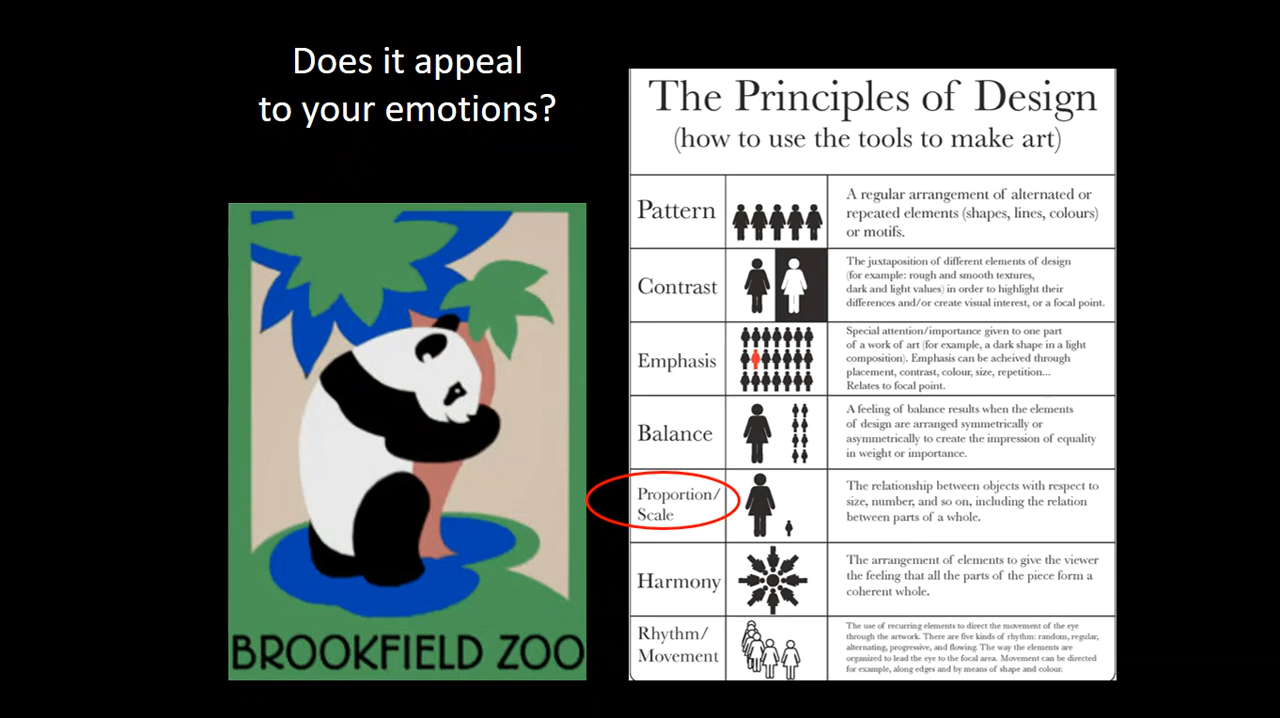 Does it appeal
to your emotions?
BROOKFIELD ZOO
The Principles of Design
(how to use the tools to make art)
Pattern
A regular arrangement of alternated or
repeated elements (shapes, lines, colours)
or motifs.
Contrast
The juxtaposition of different elements of design
(for example: rough and smooth textures,
dark and light values) in order to highlight their
differences and/or create visual interest, or a focal point.
Emphasis
Special attention/importance given to one part
of a work of art (for example, a dark shape in a light
composition). Emphasis can be acheived through
placement, contrast, colour, size, repetition...
Relates to focal point.
Balance
A feeling of balance results when the elements
of design are arranged symmetrically or
asymmetrically to create the impression of equality
in weight or importance.
Proportion/
Scale
The relationship between objects with respect to
size, number, and so on, including the relation
between parts of a whole.
Harmony
The arrangement of elements to give the viewer
the feeling that all the parts of the piece form a
coherent whole.
Rhythm/
Movement
The use of recurring elements to direct the movement of the eye
through the artwork. There are five kinds of rhythm: random, regular,
alternating, progressive, and flowing. The way the elements are
organized to lead the eye to the focal area. Movement can be directed
for example, along edges and by means of shape and colour.